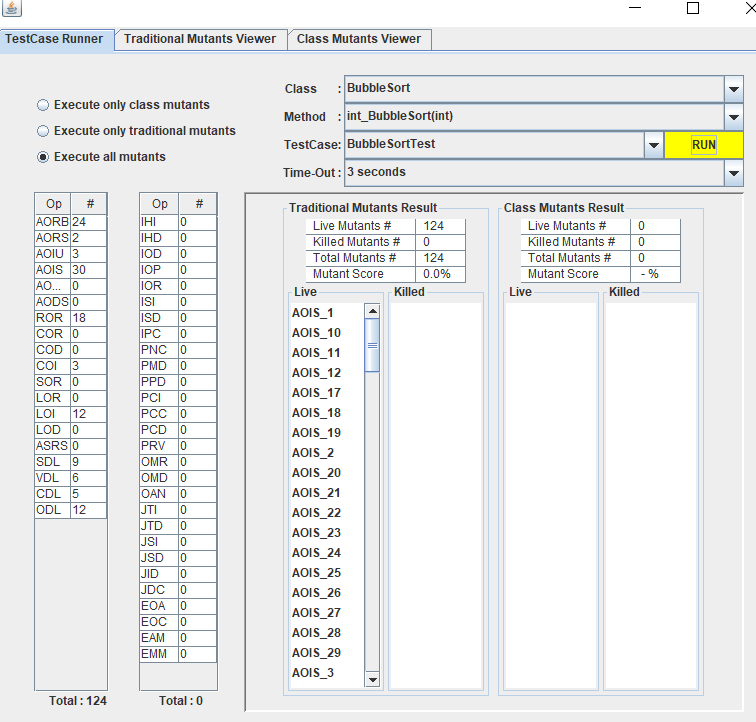 TestCase Runner Traditional Mutants Viewer Class Mutants Viewer
Execute only class mutants
Execute only traditional mutants
Execute all mutants
Class : BubbleSort
Method : int_BubbleSort(int)
TestCase: BubbleSortTest RUN
Time-Out : 3 seconds
Op #
AORB 24
AORS 2
AOIU 3
AOIS 30
AO... 0
AODS 0
ROR 18
COR 0
COD 0
COI 3
SOR 0
LOR 0
LOI 12
LOD 0
ASRS 0
SDL 9
VDL 6
CDL 5
ODL 12
Total : 124
Op #
IHI 0
IHD 0
IOD 0
IOP 0
IOR 0
ISI 0
ISD 0
IPC 0
PNC 0
PMD 0
PPD 0
PCI 0
PCC 0
PCD 0
PRV 0
OMR 0
OMD 0
OAN 0
JTI 0
JTD 0
JSI 0
JSD 0
JID 0
JDC 0
EOA 0
EOC 0
EAM 0
EMM 0
Total : 0
Traditional Mutants Result
Live Mutants # 124
Killed Mutants # 0
Total Mutants # 124
Mutant Score 0.0%
Live Killed
AOIS_1
AOIS_10
AOIS_11
AOIS_12
AOIS_17
AOIS_18
AOIS_19
AOIS_2
AOIS_20
AOIS_21
AOIS_22
AOIS_23
AOIS_24
AOIS_25
AOIS_26
AOIS_27
AOIS_28
AOIS_29
AOIS_3
Class Mutants Result
Live Mutants # 0
Killed Mutants # 0
Total Mutants # 0
Mutant Score - %
Live Killed